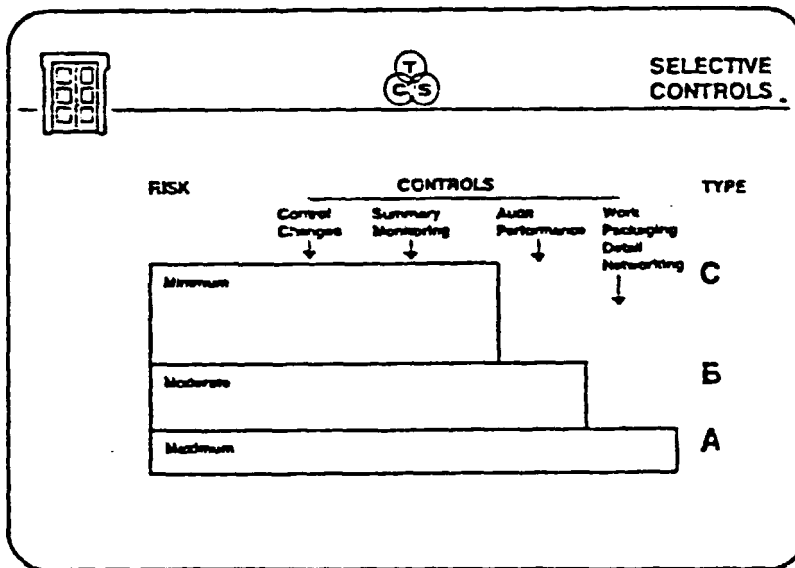 T
C S
SELECTIVE
CONTROLS
RISK
CONTROLS
TYPE
Control
Changes
Summary
Monitoring
Audit
Performance
Work
Packaging
Detail
Networking
Minimum
C
Moderate
B
Maximum
A